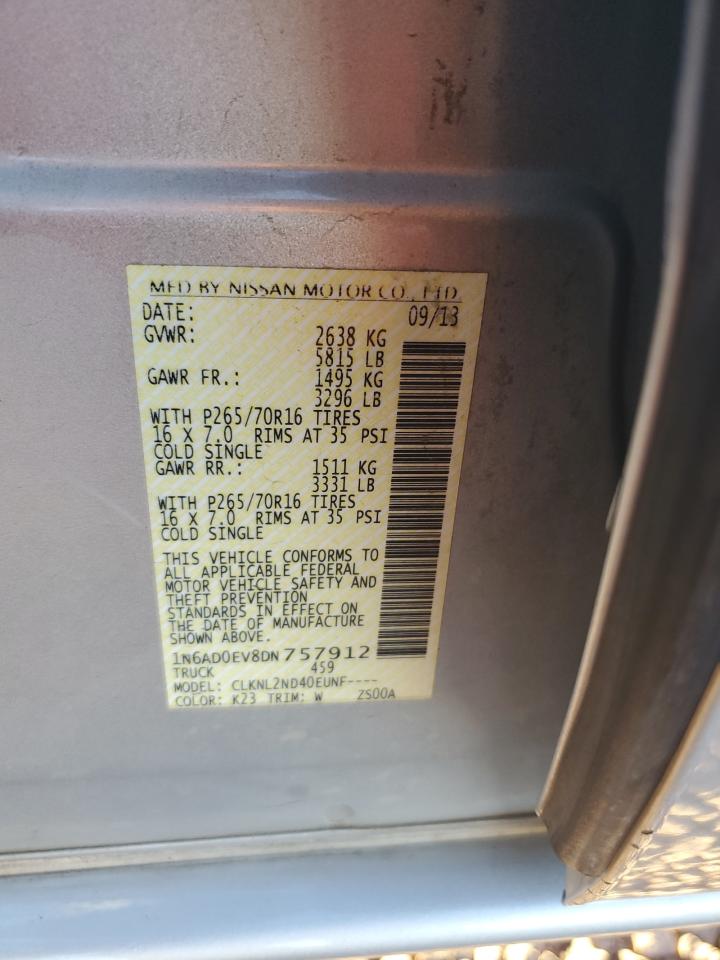 MFD BY NISSAN MOTOR CO., LTD.
DATE: 09/13
GVWR: 2638 KG
5815 LB
GAWR FR.: 1495 KG
3296 LB
WITH P265/70R16 TIRES
16 X 7.0 RIMS AT 35 PSI
COLD SINGLE
GAWR RR.: 1511 KG
3331 LB
WITH P265/70R16 TIRES
16 X 7.0 RIMS AT 35 PSI
COLD SINGLE
THIS VEHICLE CONFORMS TO
ALL APPLICABLE FEDERAL
MOTOR VEHICLE SAFETY AND
THEFT PREVENTION
STANDARDS IN EFFECT ON
THE DATE OF MANUFACTURE
SHOWN ABOVE.
1N6AD0EV8DN757912
TRUCK 459
MODEL: CLKNL2ND40EUNF----
COLOR: K23 TRIM: W ZS00A